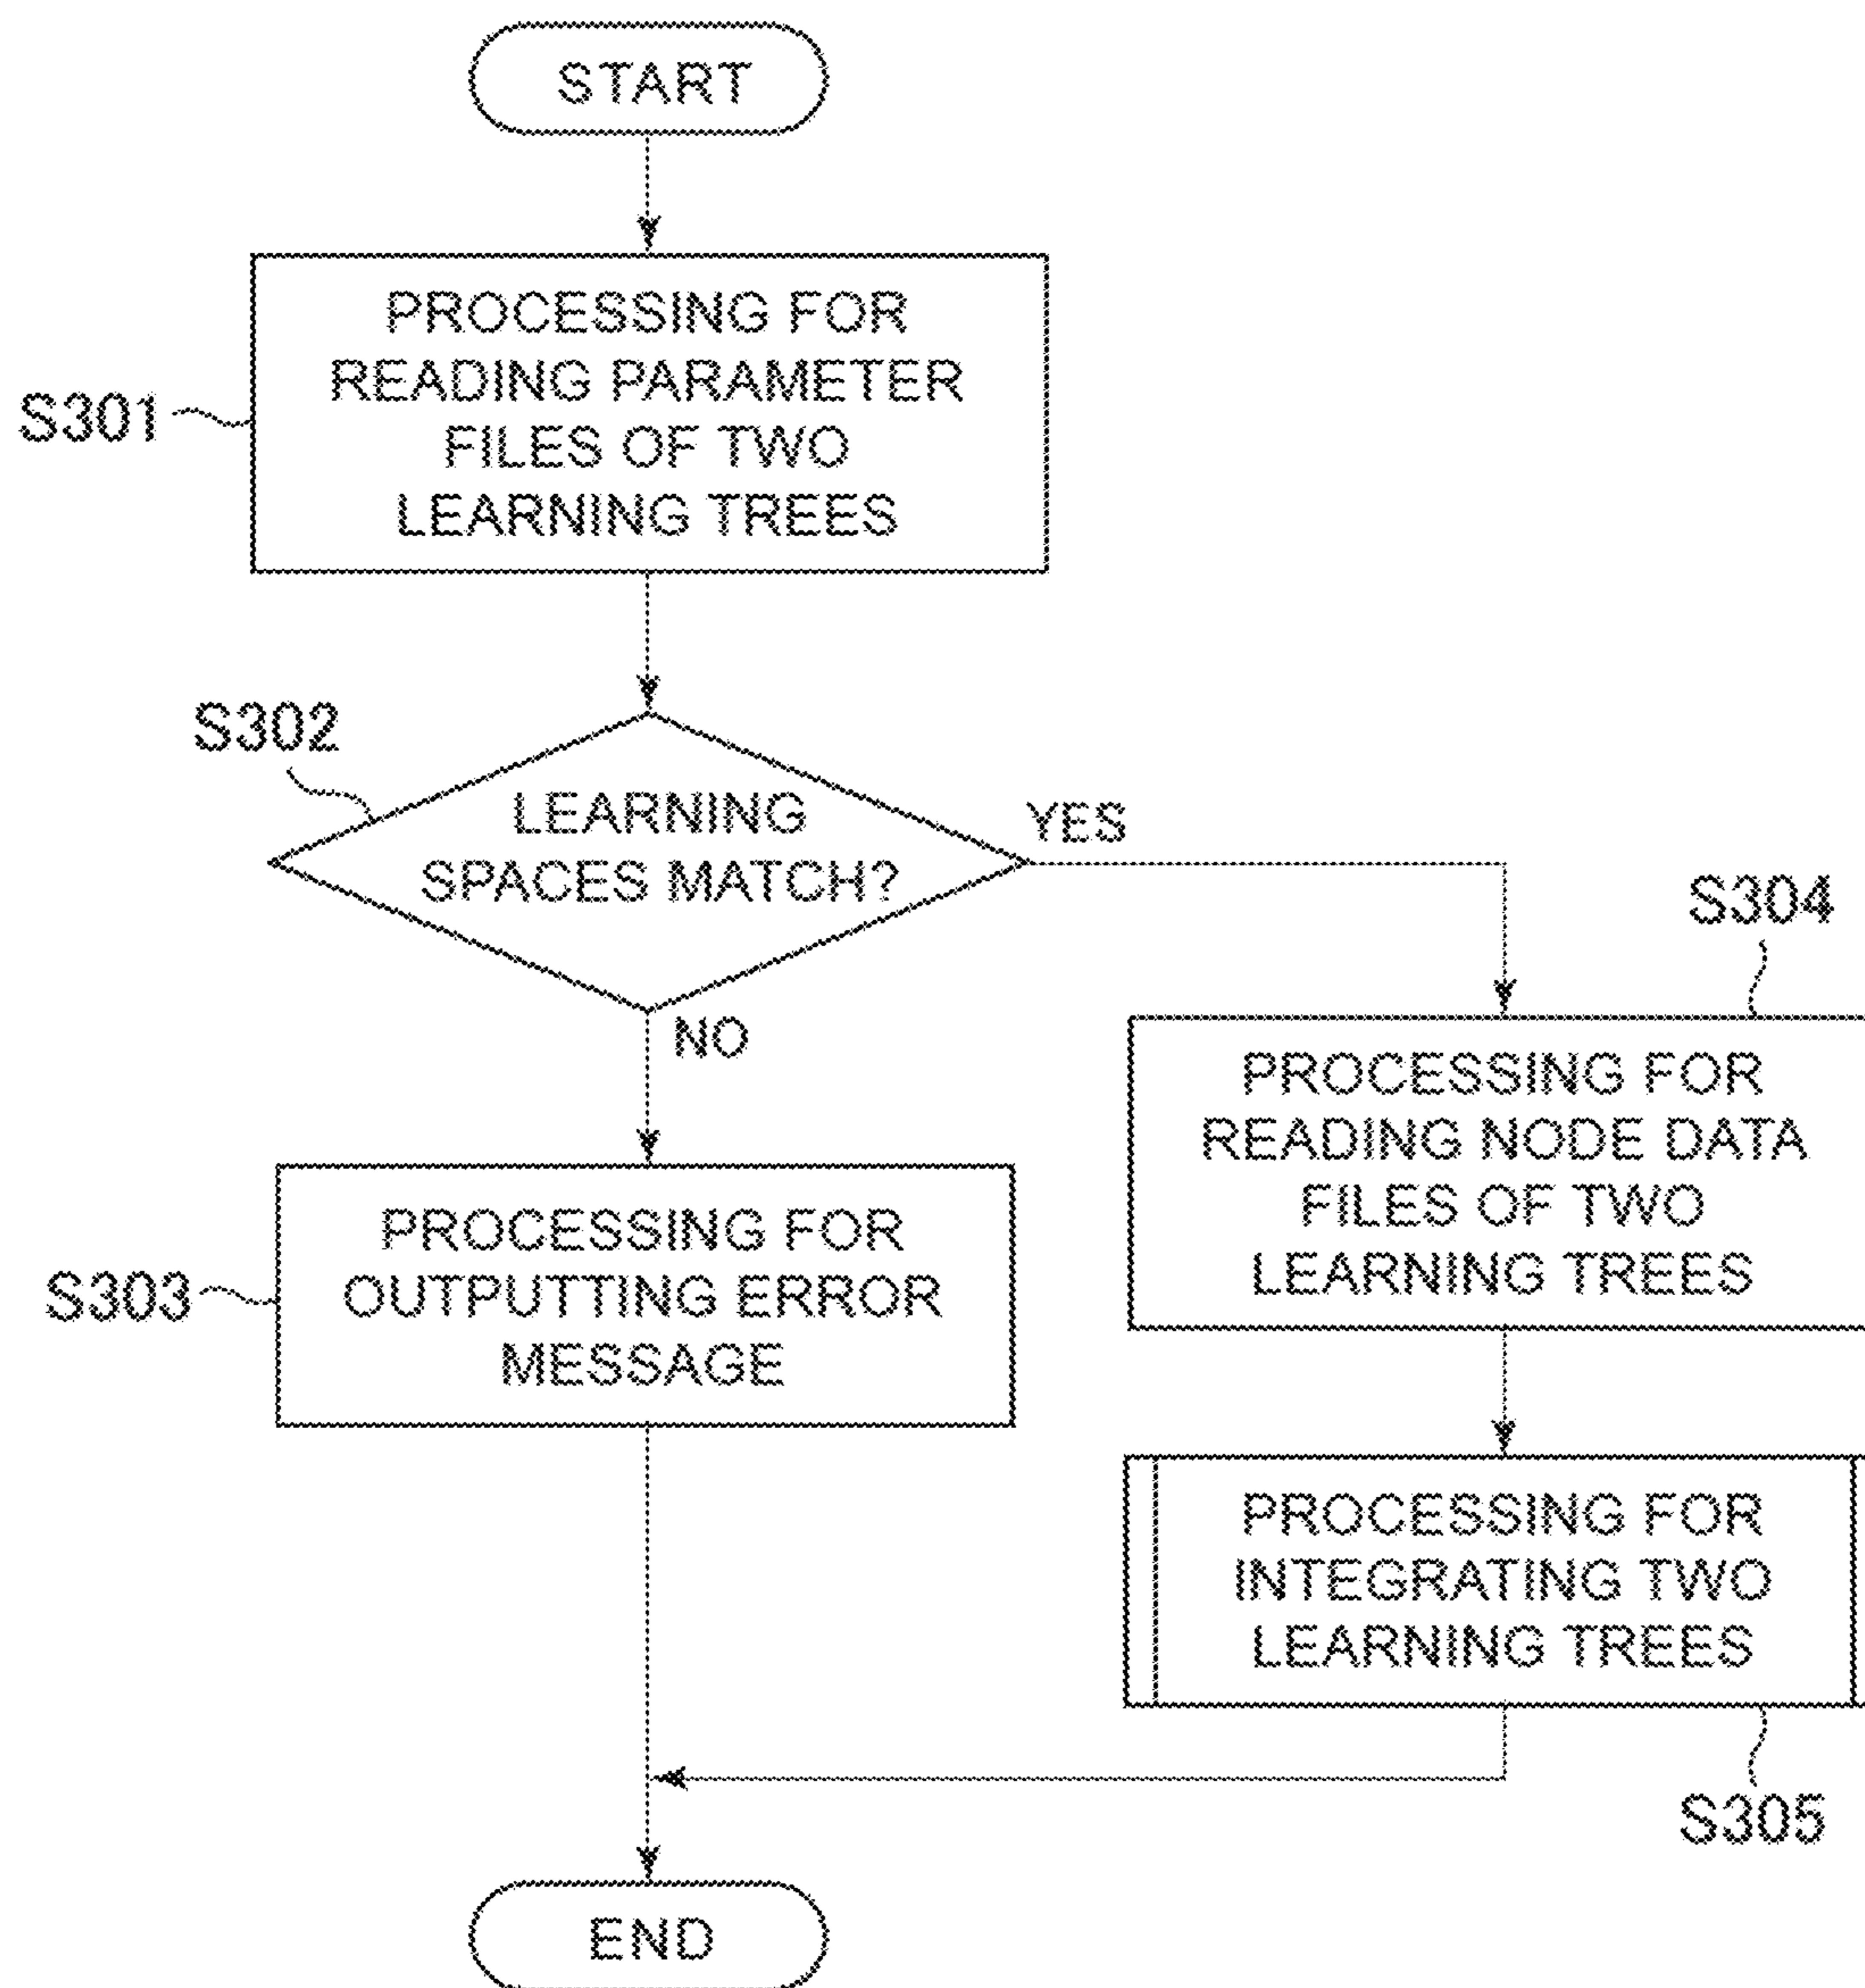 START
PROCESSING FOR
READING PARAMETER
FILES OF TWO
LEARNING TREES
S301
S302
LEARNING
SPACES MATCH?
YES
NO
S304
PROCESSING FOR
READING NODE DATA
FILES OF TWO
LEARNING TREES
S303
PROCESSING FOR
OUTPUTTING ERROR
MESSAGE
PROCESSING FOR
INTEGRATING TWO
LEARNING TREES
S305
END